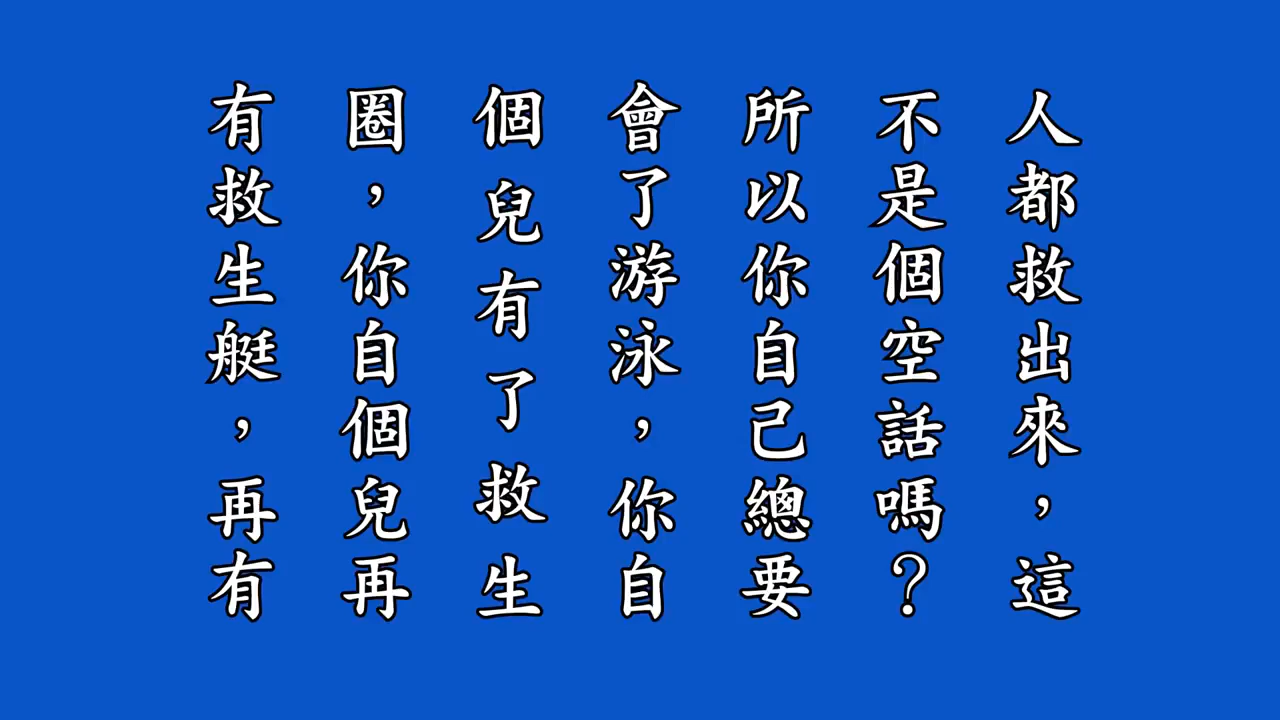 人都救出來，這
不是個空話嗎？
所以你自己總要
會了游泳，你自
個兒有了救生
圈，你自個兒再
有救生艇，再有